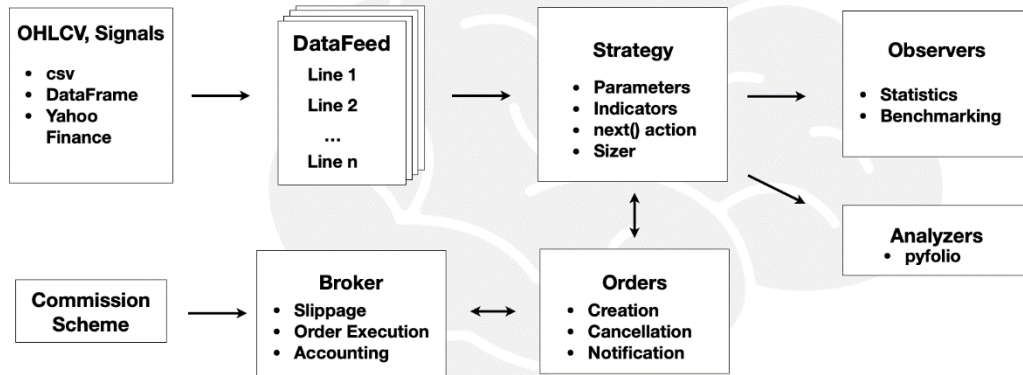 OHLCV, Signals
• csv
• DataFrame
• Yahoo
Finance
DataFeed
Line 1
Line 2
...
Line n
Strategy
• Parameters
• Indicators
• next() action
• Sizer
Observers
• Statistics
• Benchmarking
Analyzers
• pyfolio
Commission
Scheme
Broker
• Slippage
• Order Execution
• Accounting
Orders
• Creation
• Cancellation
• Notification